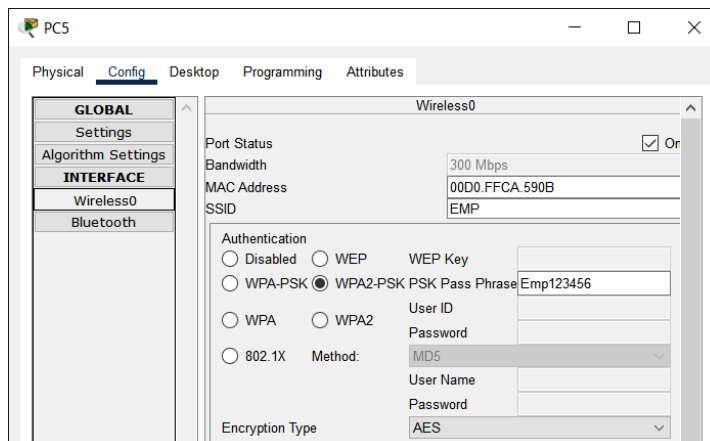 PC5
Physical Config Desktop Programming Attributes
GLOBAL
Settings
Algorithm Settings
INTERFACE
Wireless0
Bluetooth
Wireless0
Port Status On
Bandwidth 300 Mbps
MAC Address 00D0.FFCA.590B
SSID EMP
Authentication
Disabled WEP WEP Key
WPA-PSK WPA2-PSK PSK Pass Phrase Emp123456
User ID
WPA WPA2
Password
802.1X Method: MD5
User Name
Password
Encryption Type AES